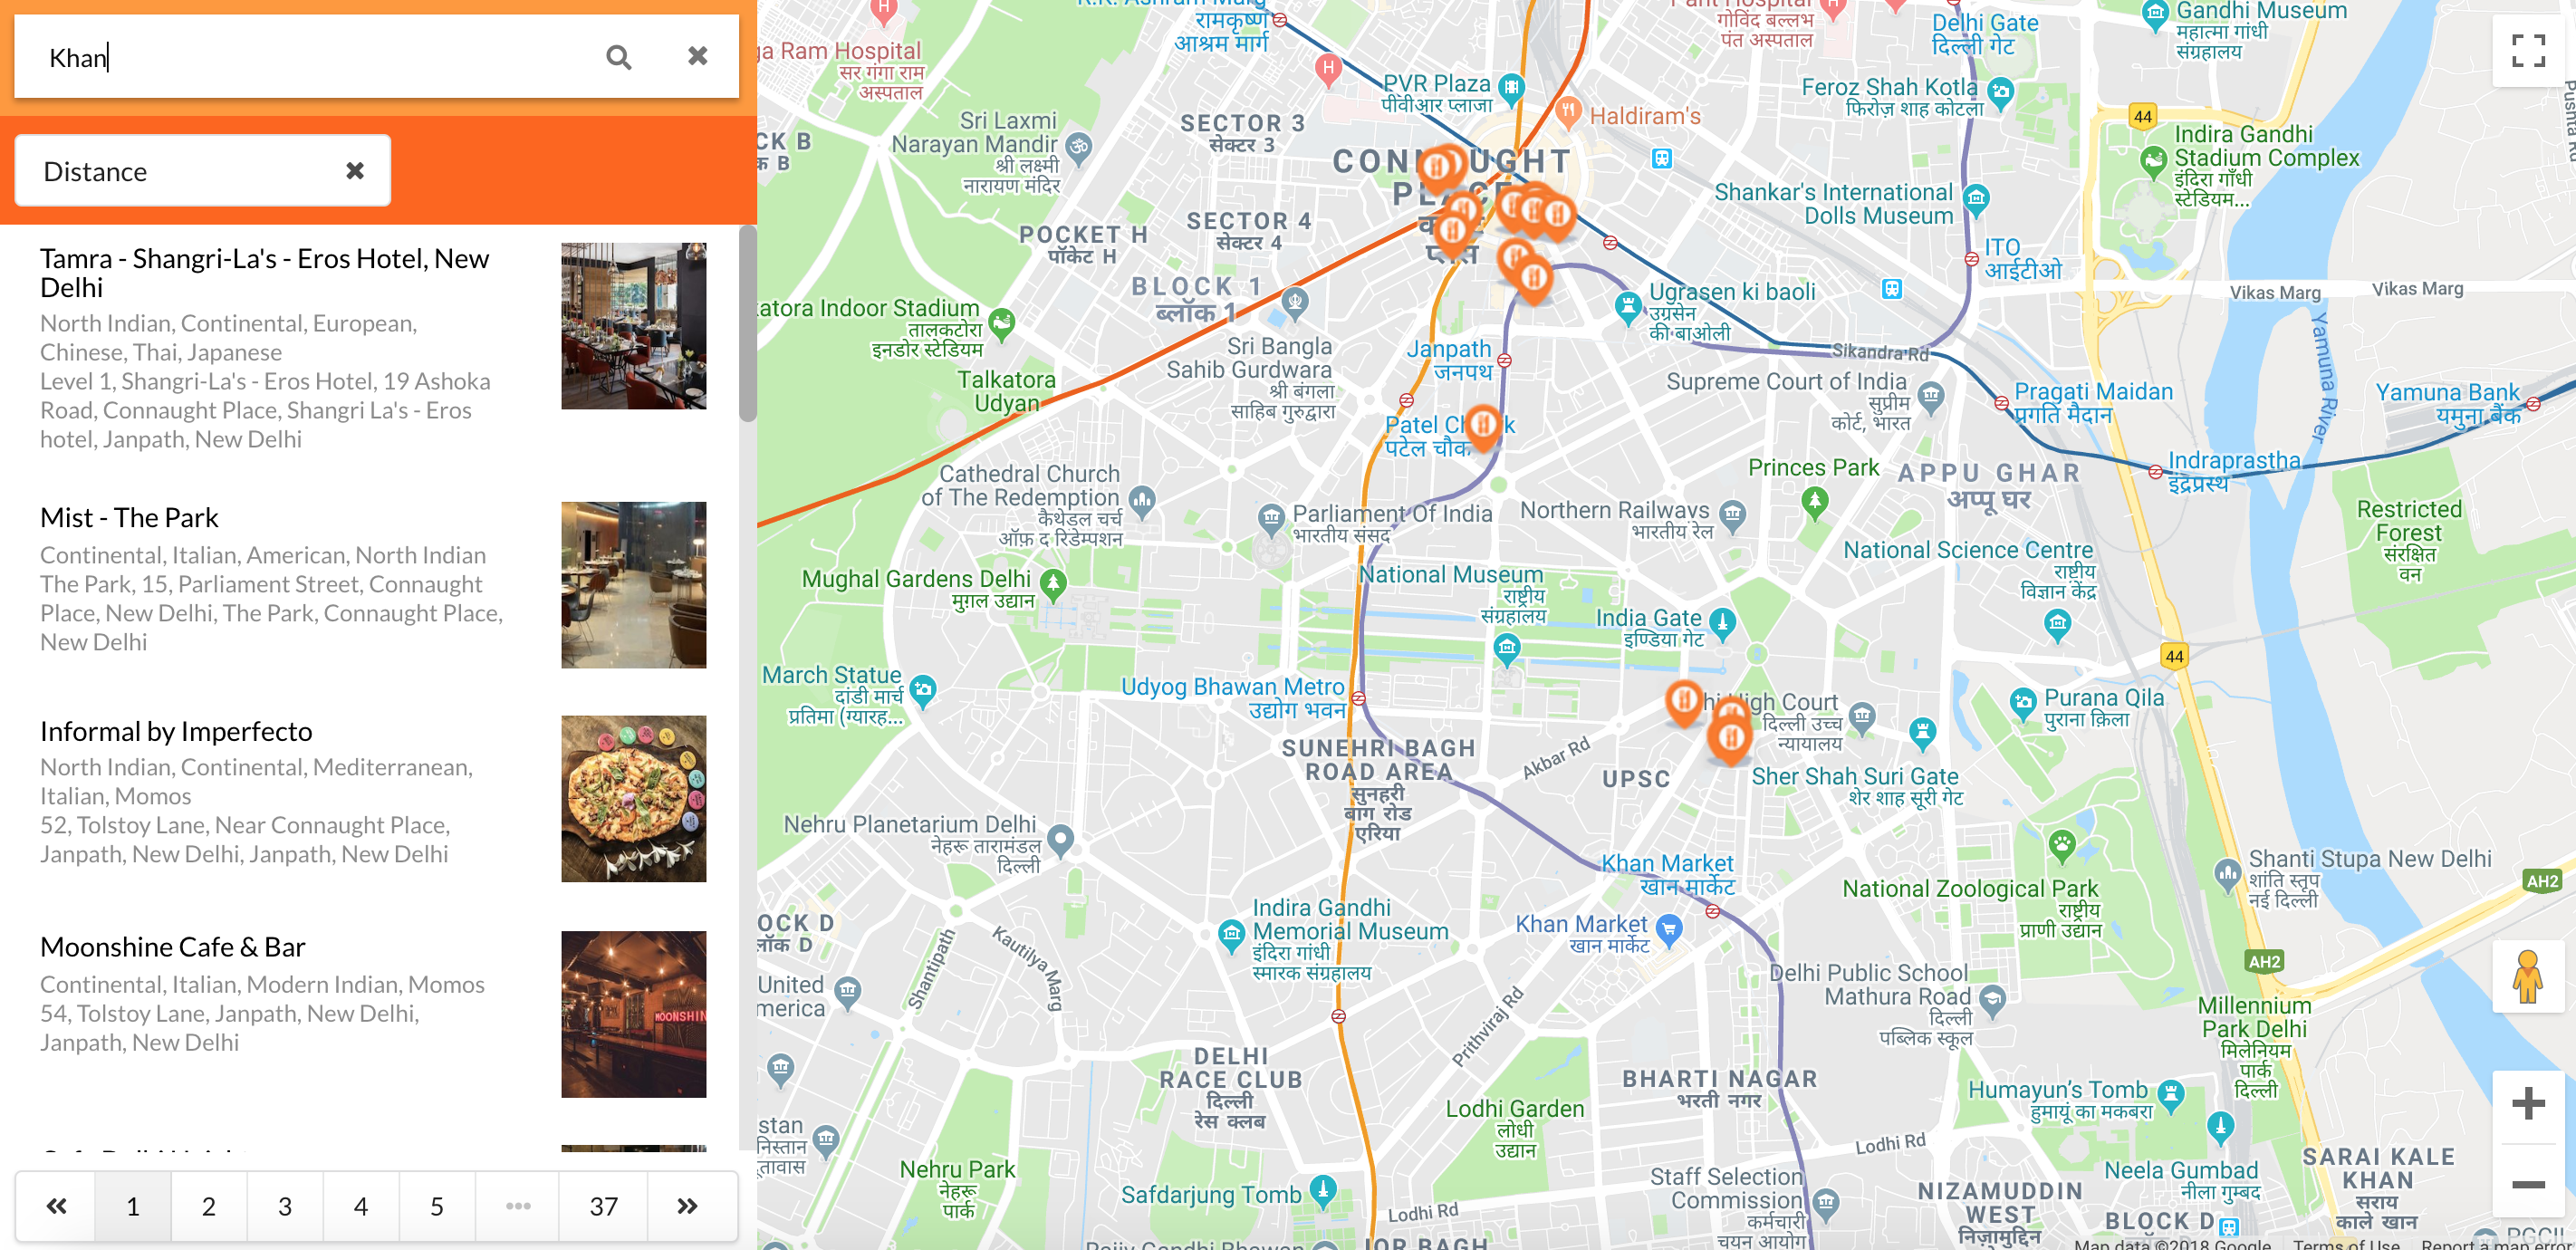 Khan
Distance
Tamra - Shangri-La's - Eros Hotel, New
Delhi
North Indian, Continental, European,
Chinese, Thai, Japanese
Level 1, Shangri-La's - Eros Hotel, 19 Ashoka
Road, Connaught Place, Shangri La's - Eros
hotel, Janpath, New Delhi
Mist - The Park
Continental, Italian, American, North Indian
The Park, 15, Parliament Street, Connaught
Place, New Delhi, The Park, Connaught Place,
New Delhi
Informal by Imperfecto
North Indian, Continental, Mediterranean,
Italian, Momos
52, Tolstoy Lane, Near Connaught Place,
Janpath, New Delhi, Janpath, New Delhi
Moonshine Cafe & Bar
Continental, Italian, Modern Indian, Momos
54, Tolstoy Lane, Janpath, New Delhi,
Janpath, New Delhi
MOONSHIN
« 1 2 3 4 5 ... 37 »
रामकृष्ण
आश्रम मार्ग
ga Ram Hospital
सर गंगा राम
अस्पताल
PVR Plaza
पीवीआर प्लाजा
Haldiram's
गोविंद बल्लभ
पंत अस्पताल
Delhi Gate
दिल्ली गेट
Gandhi Museum
महात्मा गांधी
संग्रहालय
Feroz Shah Kotla
फिरोज़ शाह कोटला
44
Indira Gandhi
Stadium Complex
इंदिरा गाँधी
स्टेडियम...
CK B
क B
Sri Laxmi
Narayan Mandir
श्री लक्ष्मी
नारायण मंदिर
SECTOR 3
सेक्टर 3
SECTOR 4
सेक्टर 4
POCKET H
पॉकेट H
BLOCK 1
ब्लॉक 1
Shankar's International
Dolls Museum
ITO
आईटीओ
Vikas Marg
Vikas Marg
Yamuna River
katora Indoor Stadium
तालकटोरा
इनडोर स्टेडियम
Ugrasen ki baoli
उग्रसेन
की बाओली
Sikandra Rd
Janpath
जनपथ
Sri Bangla
Sahib Gurdwara
श्री बंगला
साहिब गुरुद्वारा
Talkatora
Udyan
Supreme Court of India
सुप्रीम
कोर्ट, भारत
Pragati Maidan
प्रगति मैदान
Yamuna Bank
यमुना बैंक
Patel Ch k
पटेल चौक
Indraprastha
इंद्रप्रस्थ
Princes Park
APPU GHAR
अप्पू घर
Cathedral Church
of The Redemption
कैथेडल चर्च
ऑफ़ द रिडेम्पशन
Parliament Of India
भारतीय संसद
Northern Railways
भारतीय रेल
Restricted
Forest
संरक्षित
वन
National Science Centre
राष्ट्रीय
विज्ञान केंद्र
Mughal Gardens Delhi
मुग़ल उद्यान
National Museum
राष्ट्रीय
संग्रहालय
India Gate
इण्डिया गेट
44
March Statue
दांडी मार्च
प्रतिमा (ग्यारह...
Udyog Bhawan Metro
उद्योग भवन
hi High Court
दिल्ली उच्च
न्यायालय
Purana Qila
पुराना क़िला
SUNEHRI BAGH
ROAD AREA
सुनहरी
बाग रोड
एरिया
Akbar Rd
UPSC
Sher Shah Suri Gate
शेर शाह सूरी गेट
Nehru Planetarium Delhi
नेहरू तारामंडल
दिल्ली
Khan Market
खान मार्केट
Khan Market
खान मार्केट
National Zoological Park
राष्ट्रीय
प्राणी उद्यान
Shanti Stupa New Delhi
शांति स्तूप
नई दिल्ली
AH2
AH2
OCK D
लॉक D
Indira Gandhi
Memorial Museum
इंदिरा गांधी
स्मारक संग्रहालय
Shantipath
Kautilya Marg
Prithviraj Rd
United
merica
Delhi Public School
Mathura Road
दिल्ली
पब्लिक स्कूल
Millennium
Park Delhi
मिलेनियम
पार्क
दिल्ली
DELHI
RACE CLUB
दिल्ली
रेस क्लब
BHARTI NAGAR
भरती नगर
Humayun's Tomb
हुमायूं का मकबरा
Lodhi Garden
लोधी
उद्यान
Lodhi Rd
stan
Nehru Park
नेहरू
पार्क
Safdarjung Tomb
Lodhi Rd
Staff Selection
Commission
कर्मचारी
चयन आयोग
Neela Gumbad
नीला गुम्बद
SARAI KALE
KHAN
सराय
काले खान
NIZAMUDDIN
WEST
निज़ामुद्दिन
BLOCK D
Map data ©2018 Google
Terms of Use
Report a map error